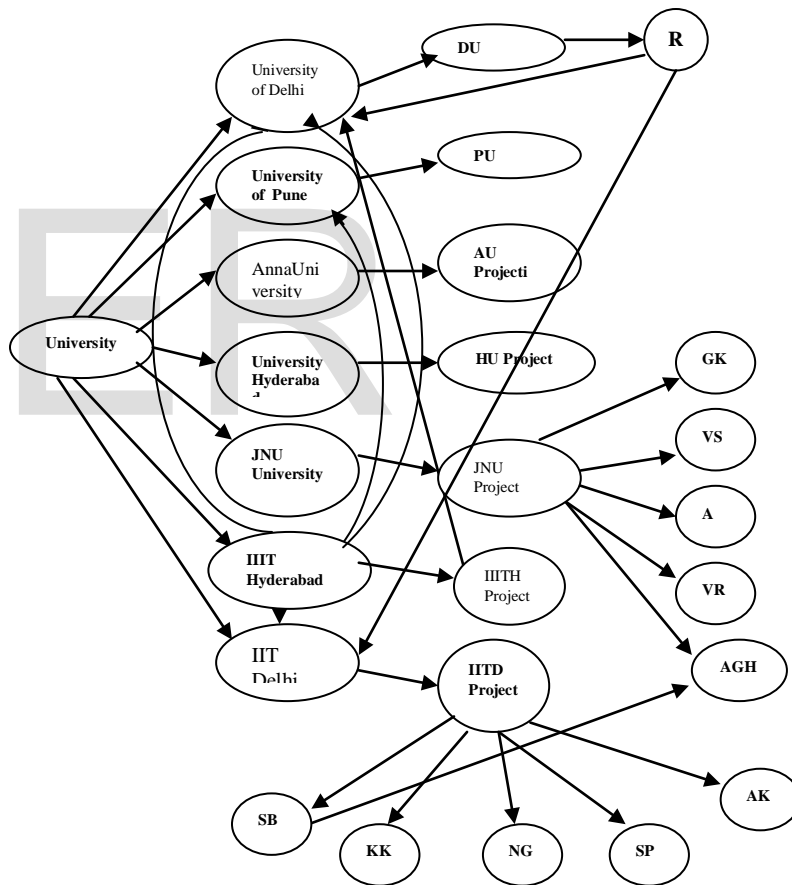 DU
R
University
of Delhi
PU
University
of Pune
AU
Projecti
AnnaUni
versity
ER
University
HU Project
GK
University
Hyderaba
d
VS
JNU
University
JNU
Project
A
IIIT
Hyderabad
IIITH
Project
VR
IIT
Delhi
IITD
Project
AGH
SB
AK
KK
NG
SP